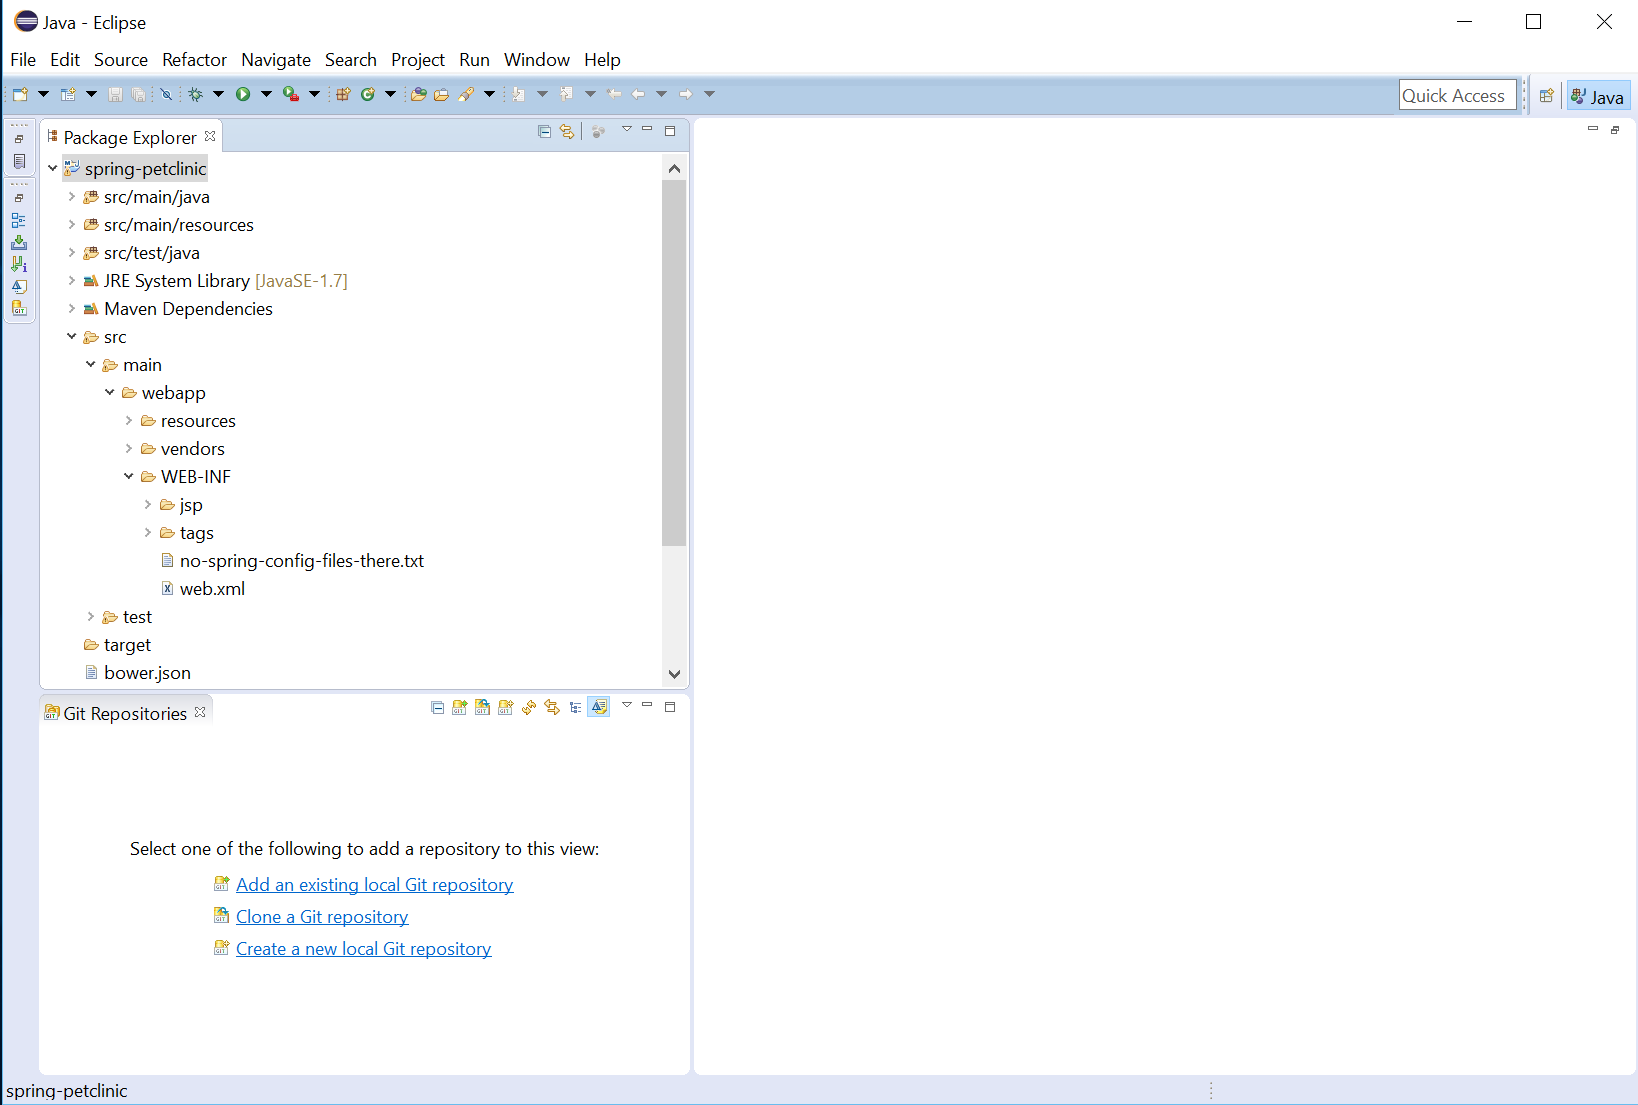 Java - Eclipse
File Edit Source Refactor Navigate Search Project Run Window Help
Quick Access
Java
Package Explorer
spring-petclinic
src/main/java
src/main/resources
src/test/java
JRE System Library [JavaSE-1.7]
Maven Dependencies
src
main
webapp
resources
vendors
WEB-INF
jsp
tags
no-spring-config-files-there.txt
web.xml
test
target
bower.json
Git Repositories
Select one of the following to add a repository to this view:
Add an existing local Git repository
Clone a Git repository
Create a new local Git repository
spring-petclinic